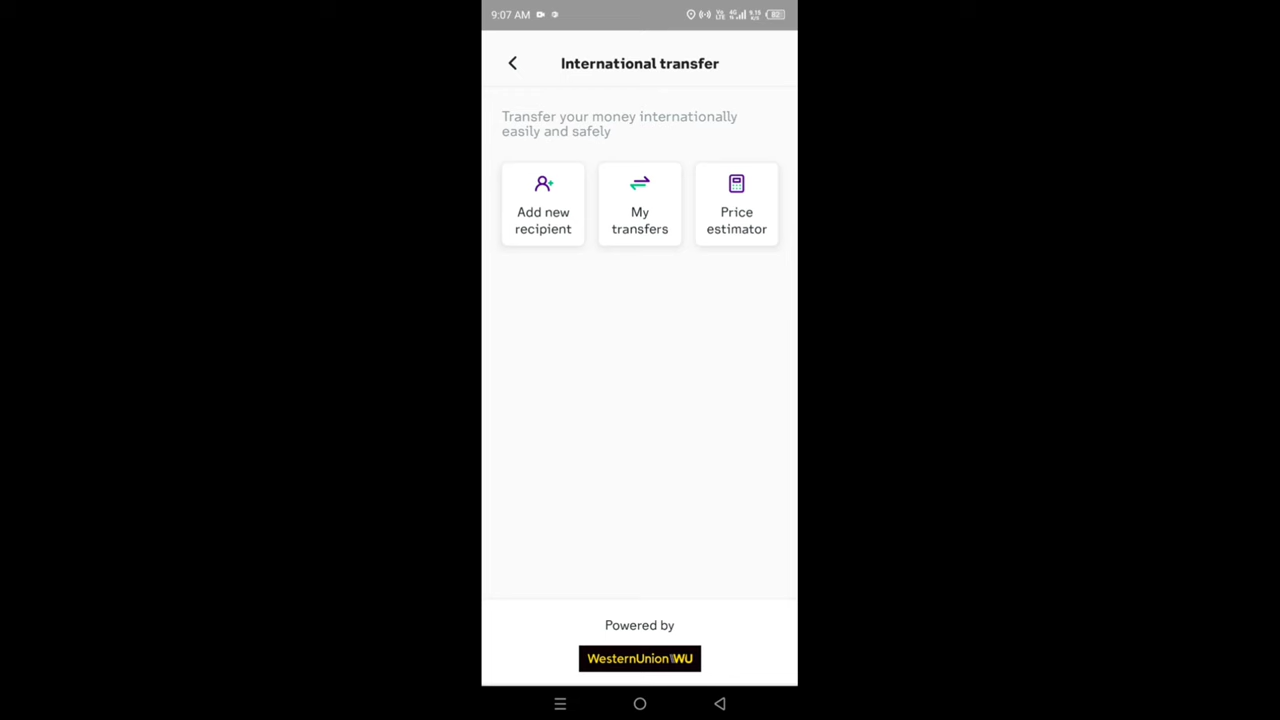 9:07 AM
International transfer
Transfer your money internationally
easily and safely
Add new
recipient
My
transfers
Price
estimator
Powered by
WesternUnion WU